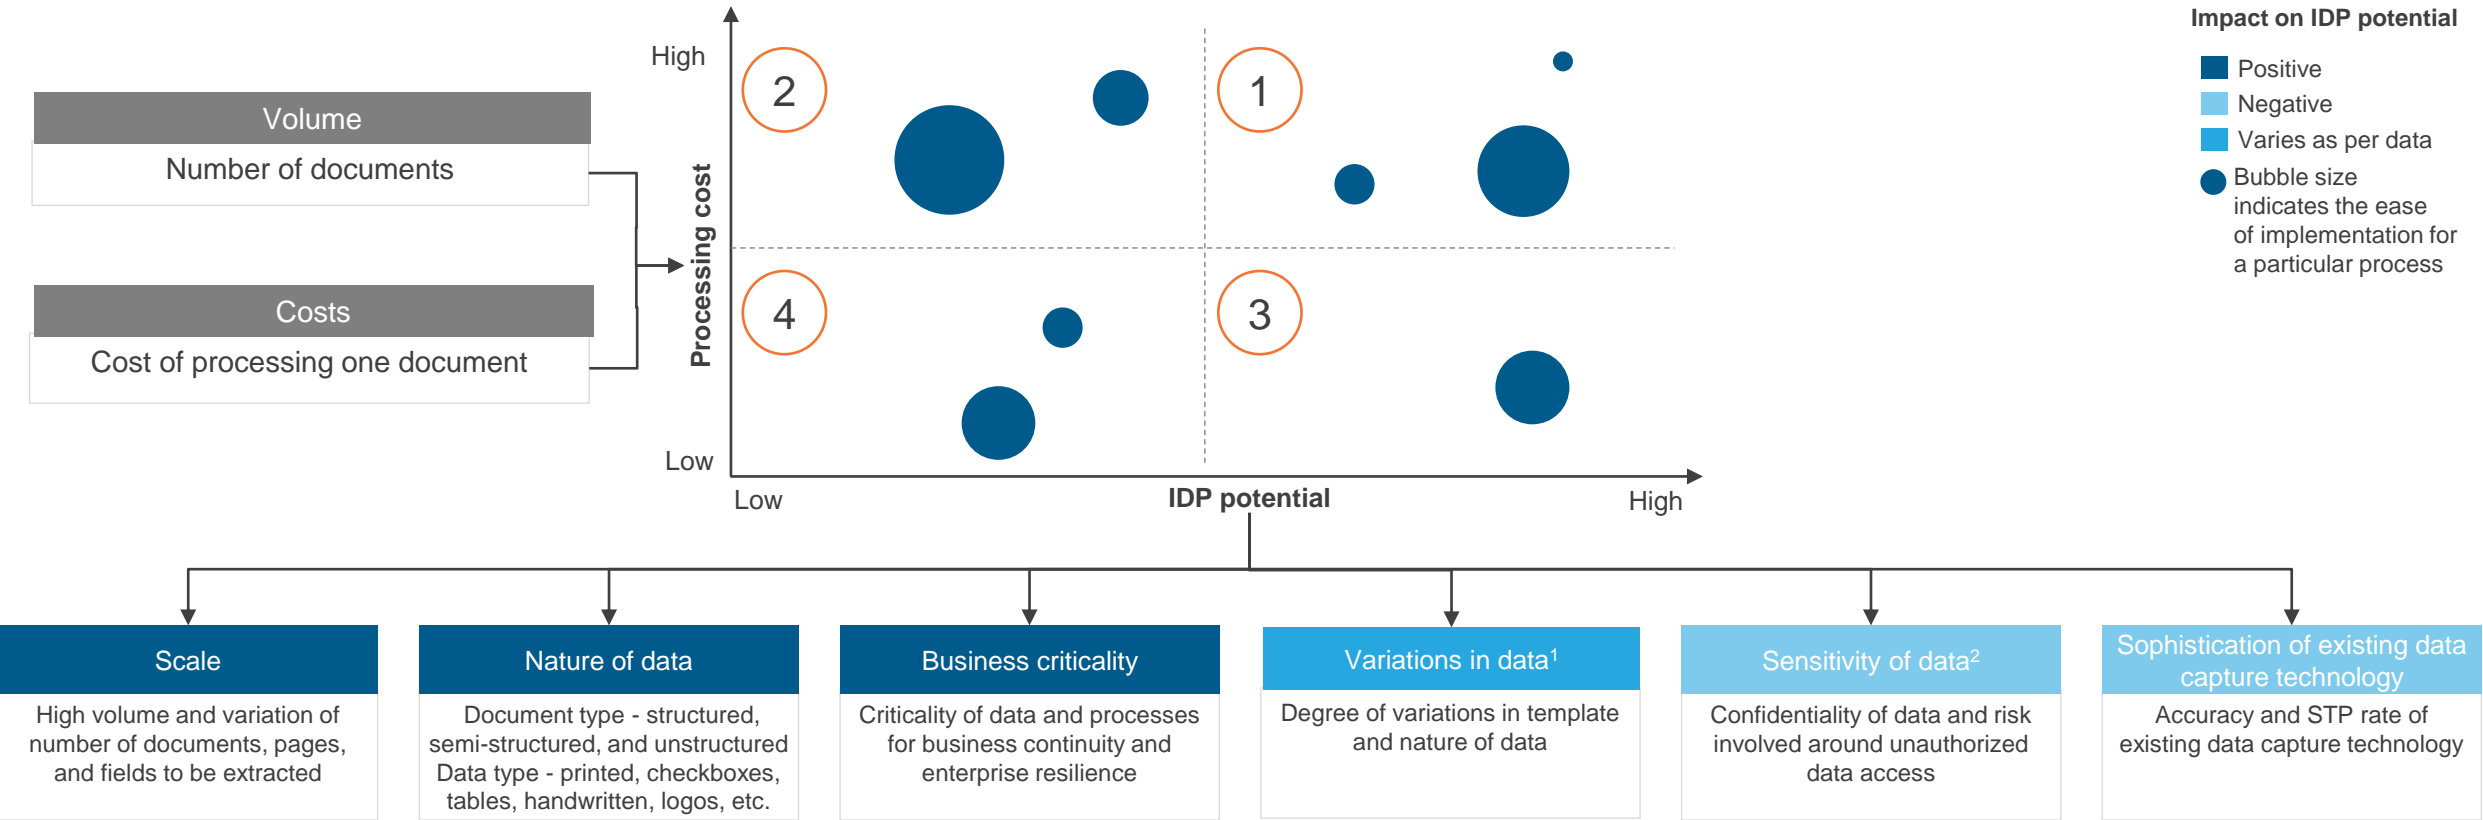 Impact on IDP potential
Positive
Negative
Varies as per data
Bubble size
indicates the ease
of implementation for
a particular process
Volume
Number of documents
Costs
Cost of processing one document
High
Processing cost
Low
2
1
4
3
Low
IDP potential
High
Scale
High volume and variation of
number of documents, pages,
and fields to be extracted
Nature of data
Document type - structured,
semi-structured, and unstructured
Data type - printed, checkboxes,
tables, handwritten, logos, etc.
Business criticality
Criticality of data and processes
for business continuity and
enterprise resilience
Variations in data¹
Degree of variations in template
and nature of data
Sensitivity of data²
Confidentiality of data and risk
involved around unauthorized
data access
Sophistication of existing data
capture technology
Accuracy and STP rate of
existing data capture technology